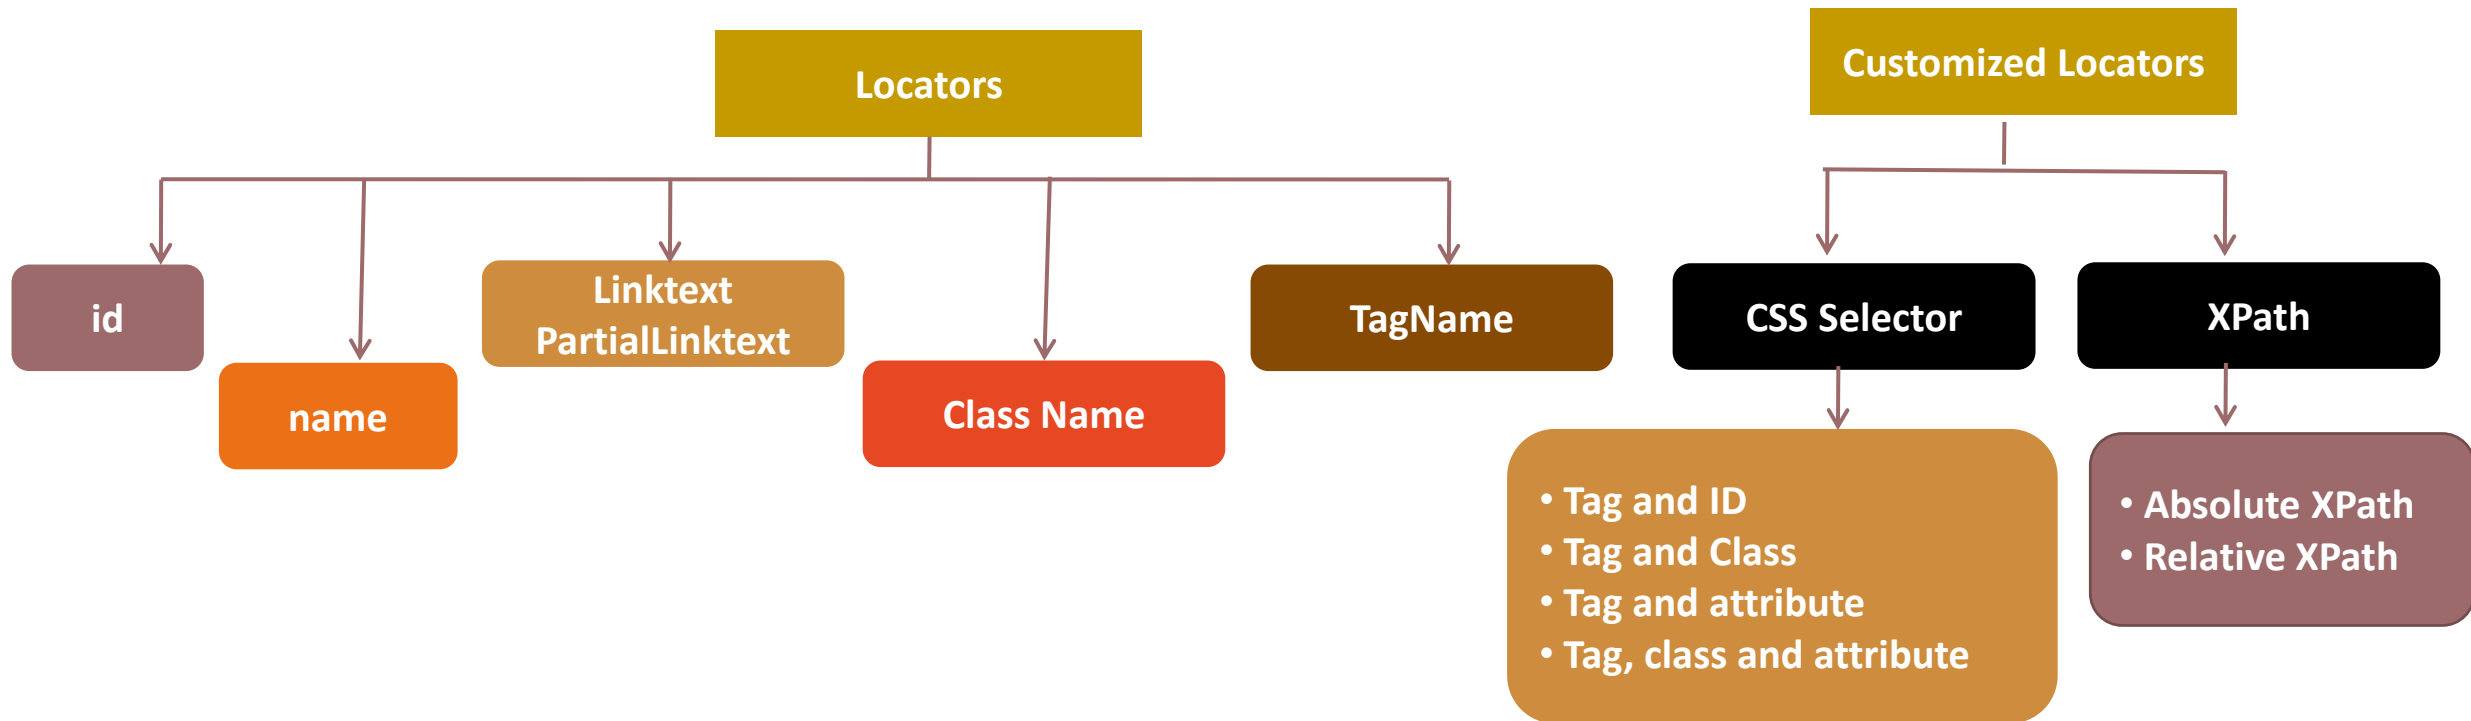 Locators
Customized Locators
id
name
Linktext
PartialLinktext
Class Name
TagName
CSS Selector
XPath
• Tag and ID
• Tag and Class
• Tag and attribute
• Tag, class and attribute
• Absolute XPath
• Relative XPath